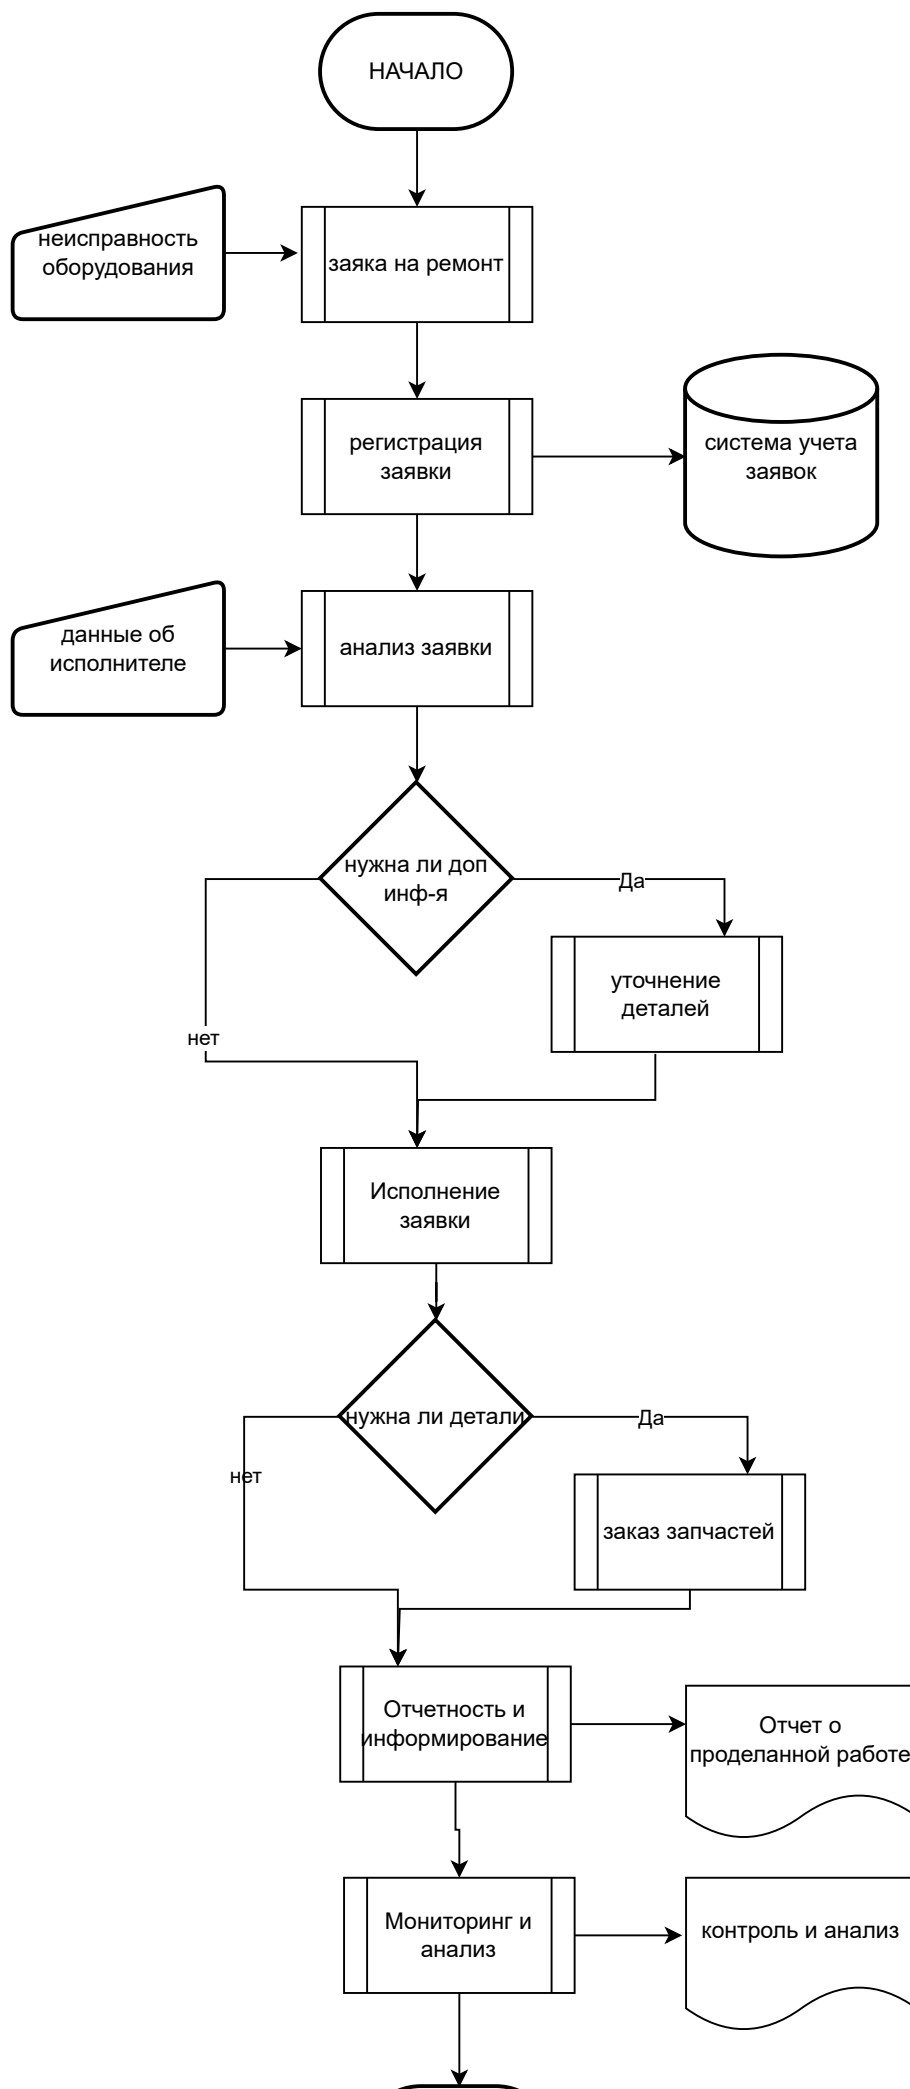 НАЧАЛО
неисправность
оборудования
заяка на ремонт
регистрация
заявки
система учета
заявок
данные об
исполнителе
анализ заявки
нужна ли доп
инф-я
Да
уточнение
деталей
нет
Исполнение
заявки
нужна ли детали
Да
нет
заказ запчастей
Отчетность и
информирование
Отчет о
проделанной работе
Мониторинг и
анализ
контроль и анализ